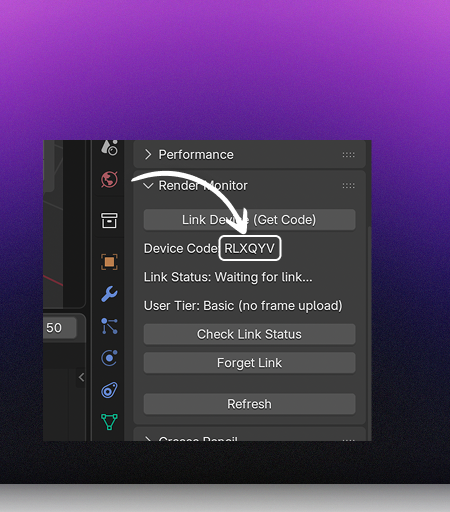 Performance
Render Monitor
Link Device (Get Code)
Device Code: RLXQYV
Link Status: Waiting for link...
User Tier: Basic (no frame upload)
50
Check Link Status
Forget Link
Refresh
Grease Pencil